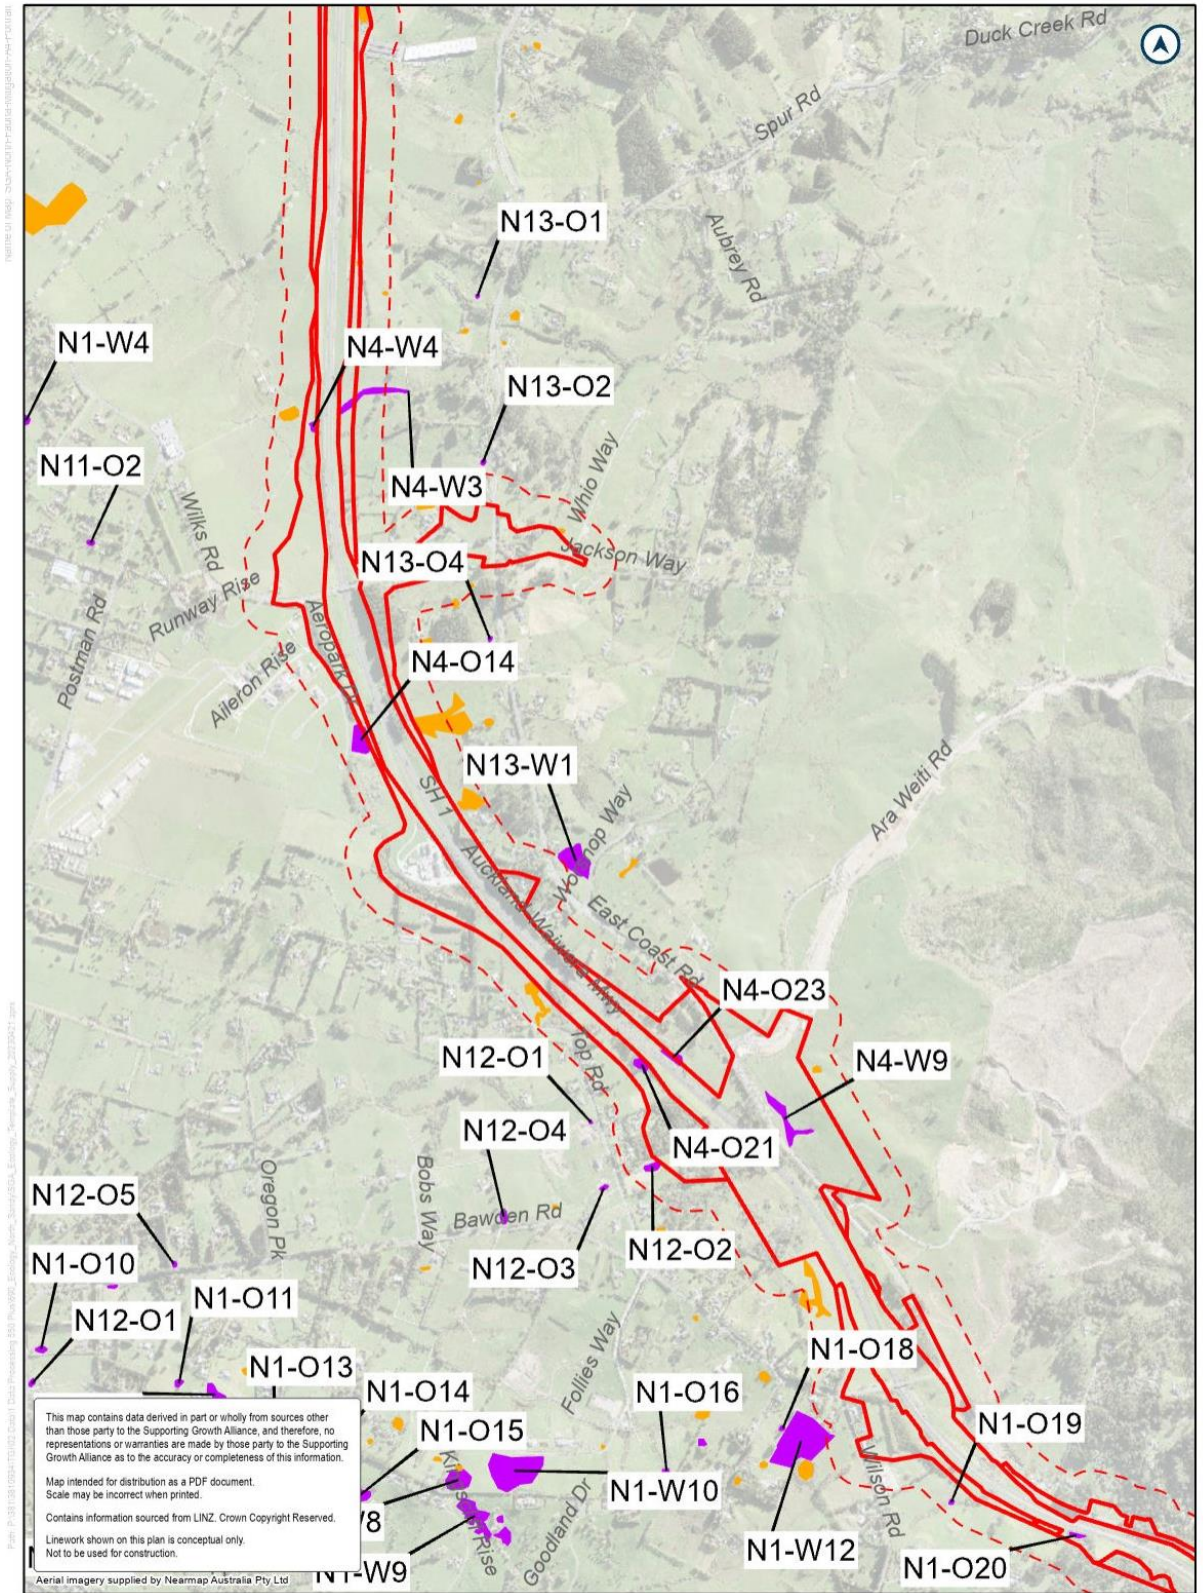 Duck Creek Rd
Spur Rd
N13-O1
Aubrey Rd
N1-W4
N4-W4
N13-O2
N11-O2
Whio Way
N4-W3
Wilks Rd
Jackson Way
N13-O4
Runway Rise
Postman Rd
Aeropark Dr
Aileron Rise
N4-O14
N13-W1
SH 1
Ara Weiti Rd
Way
Auckland-Waiwera Mwy
East Coast Rd
N4-O23
N12-O1
Top Rd
N4-W9
N12-O4
N4-O21
Oregon Pk
Bobs Way
N12-O5
Bawden Rd
N12-O2
N12-O3
N1-O10
N1-O11
N12-O1
Follies Way
N1-O18
N1-O13
N1-O14
N1-O16
N1-O15
N1-O19
This map contains data derived in part or wholly from sources other
than those party to the Supporting Growth Alliance, and therefore, no
representations or warranties are made by those party to the Supporting
Growth Alliance as to the accuracy or completeness of this information.
Map intended for distribution as a PDF document.
Scale may be incorrect when printed.
Contains information sourced from LINZ. Crown Copyright Reserved.
Linework shown on this plan is conceptual only.
Not to be used for construction.
Rise
Goodland Dr
N1-W10
Wilson Rd
N1-W12
N1-O20
N1-W9
Aerial imagery supplied by Nearmap Australia Pty Ltd